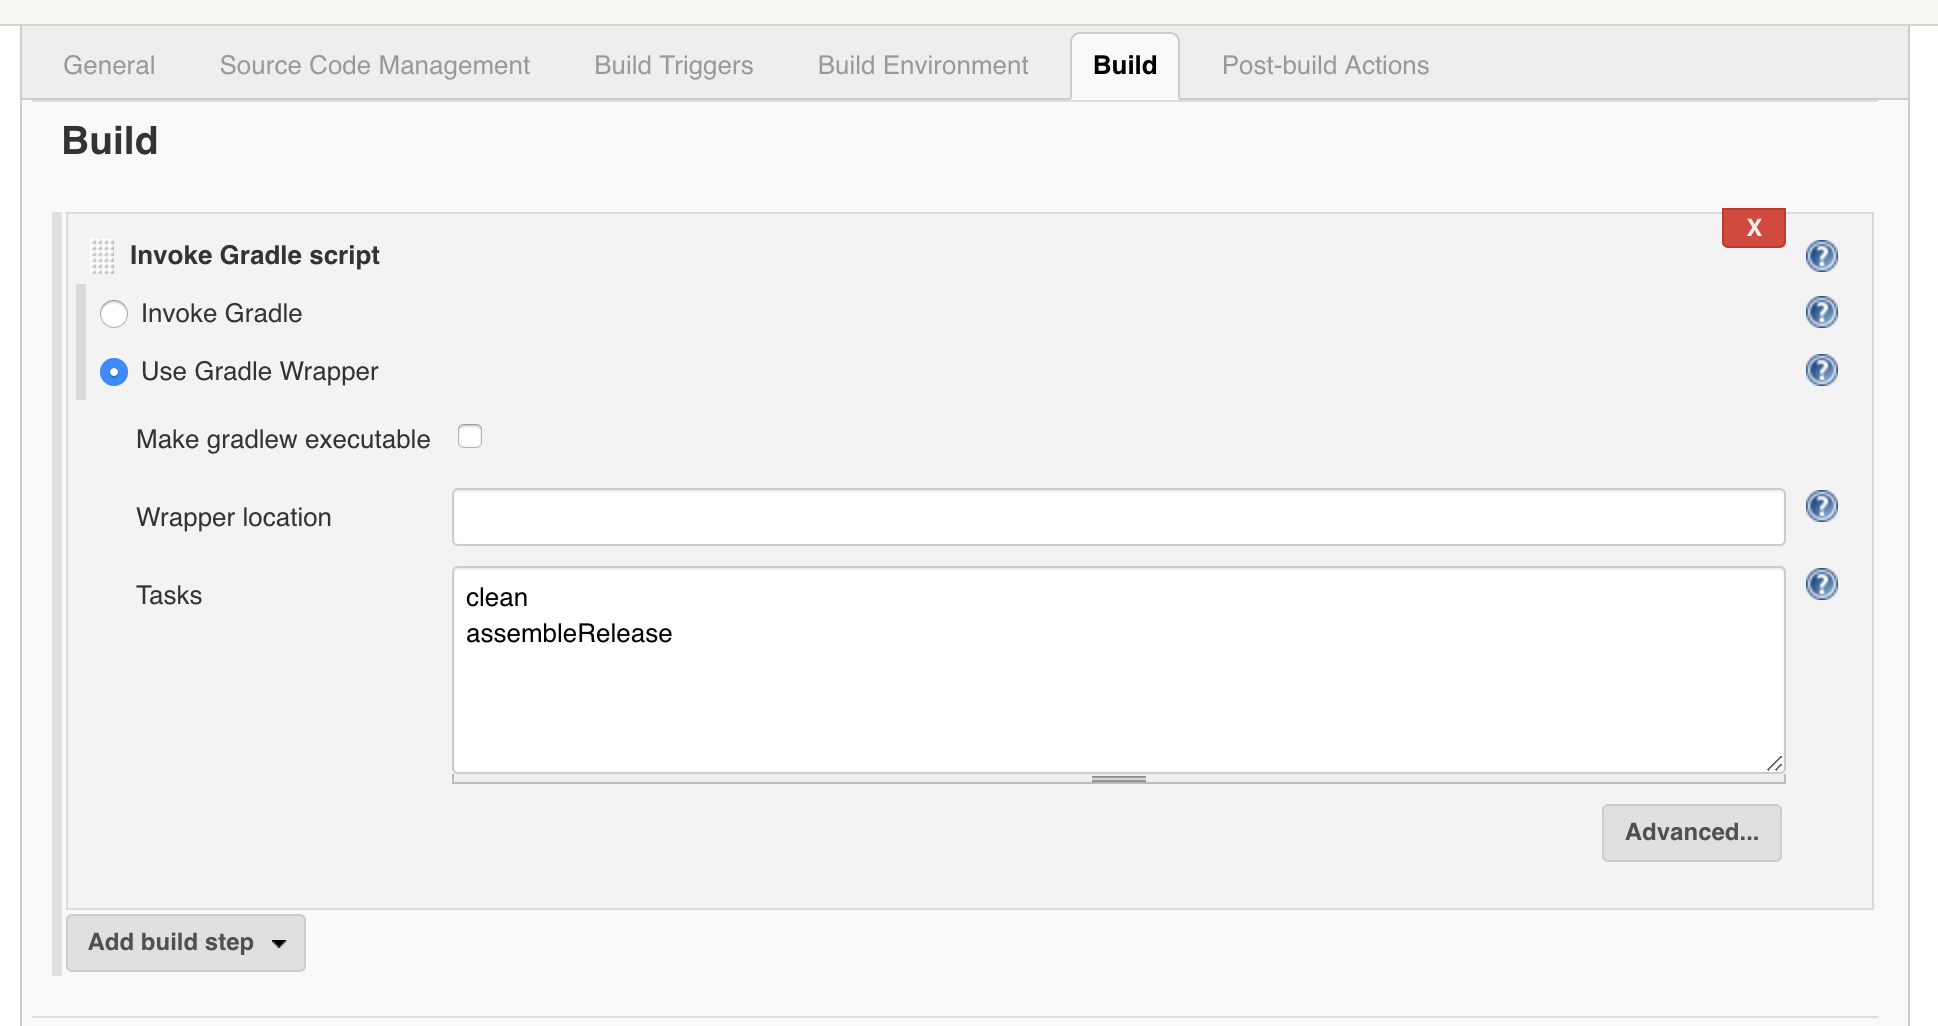 General Source Code Management Build Triggers Build Environment Build Post-build Actions
Build
X
Invoke Gradle script ?
Invoke Gradle ?
Use Gradle Wrapper ?
Make gradlew executable
Wrapper location ?
Tasks ?
clean
assembleRelease
Advanced...
Add build step